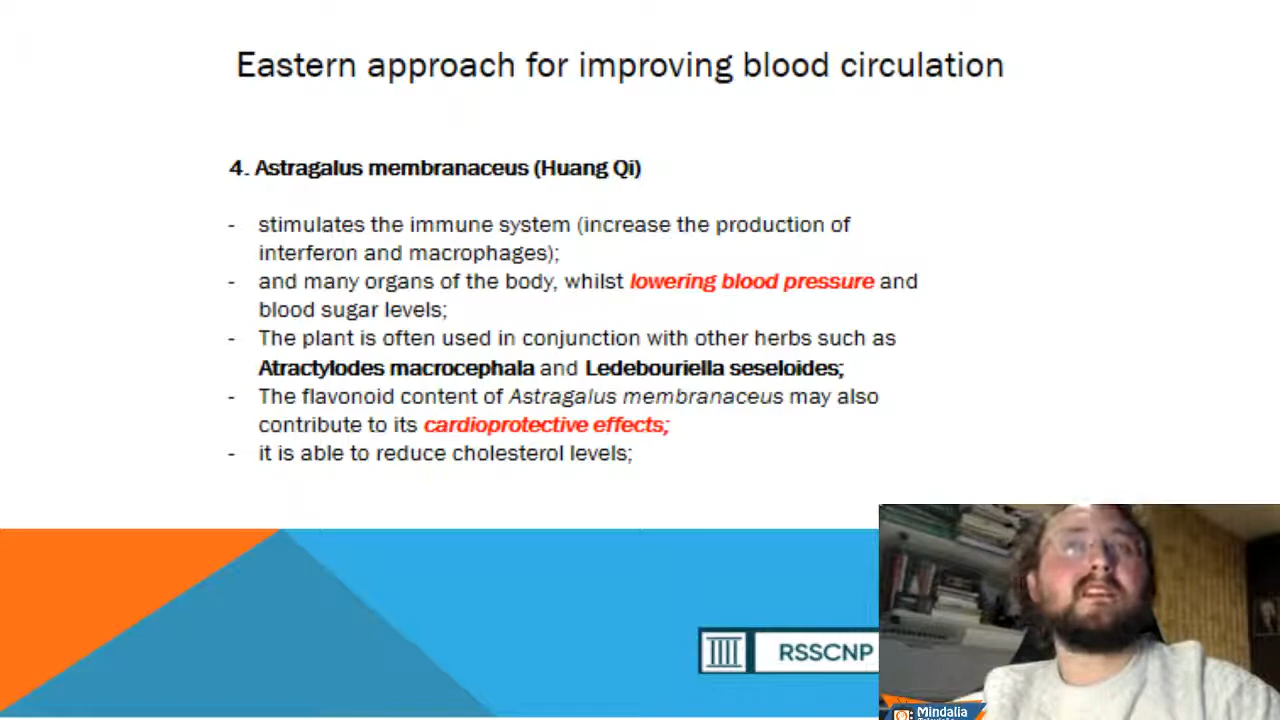 Eastern approach for improving blood circulation
4. Astragalus membranaceus (Huang Qi)
- stimulates the immune system (increase the production of
interferon and macrophages);
- and many organs of the body, whilst lowering blood pressure and
blood sugar levels;
- The plant is often used in conjunction with other herbs such as
Atractylodes macrocephala and Ledebouriella seseloides;
- The flavonoid content of Astragalus membranaceus may also
contribute to its cardioprotective effects;
- it is able to reduce cholesterol levels;
RSSCNP
Mindalia